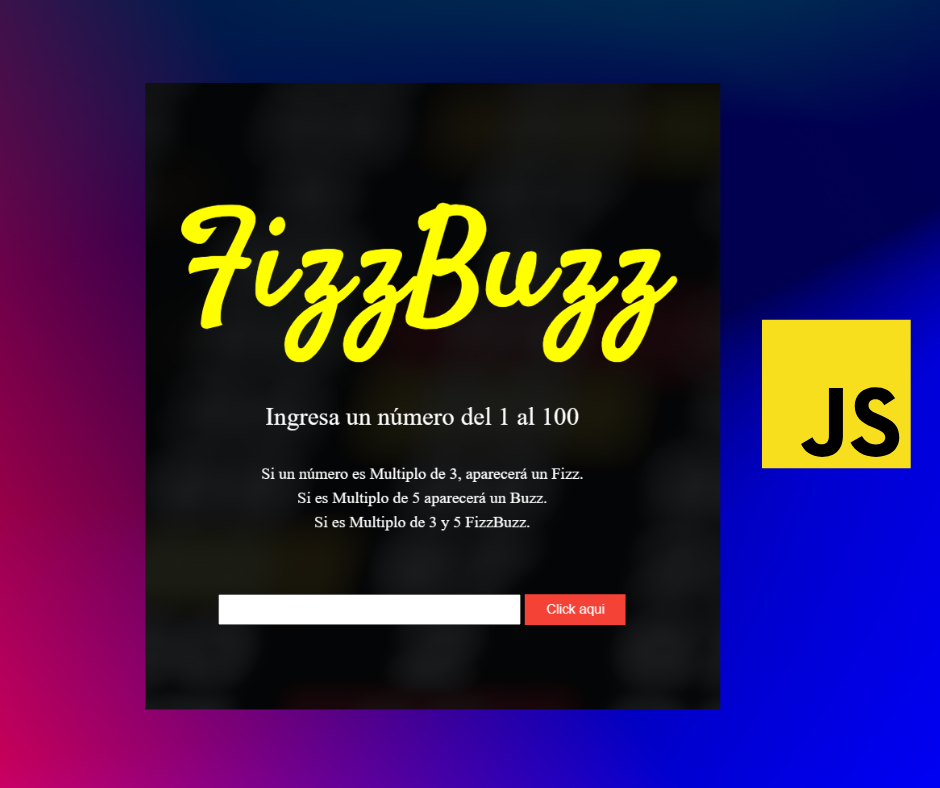 FizzBuzz
Ingresa un número del 1 al 100
Si un número es Multiplo de 3, aparecerá un Fizz.
Si es Multiplo de 5 aparecerá un Buzz.
Si es Multiplo de 3 y 5 FizzBuzz.
Click aqui
JS